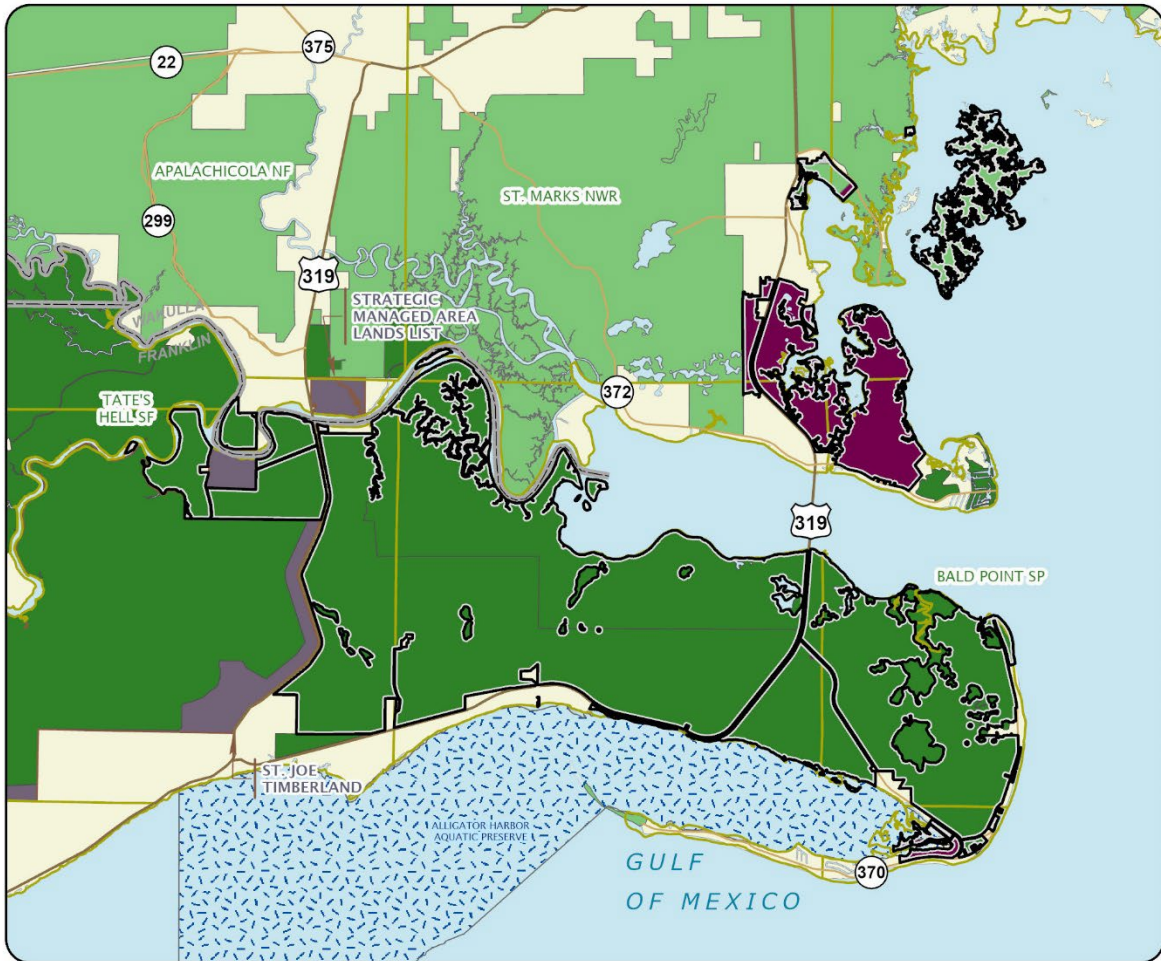 375
22
APALACHICOLA NF
ST. MARKS NWR
299
319
STRATEGIC
MANAGED AREA
LANDS LIST
WAKULLA
FRANKLIN
372
TATE'S
HELL SF
319
BALD POINT SP
ST. JOE
TIMBERLAND
ALLIGATOR HARBOR
AQUATIC PRESERVE
GULF
OF MEXICO
370